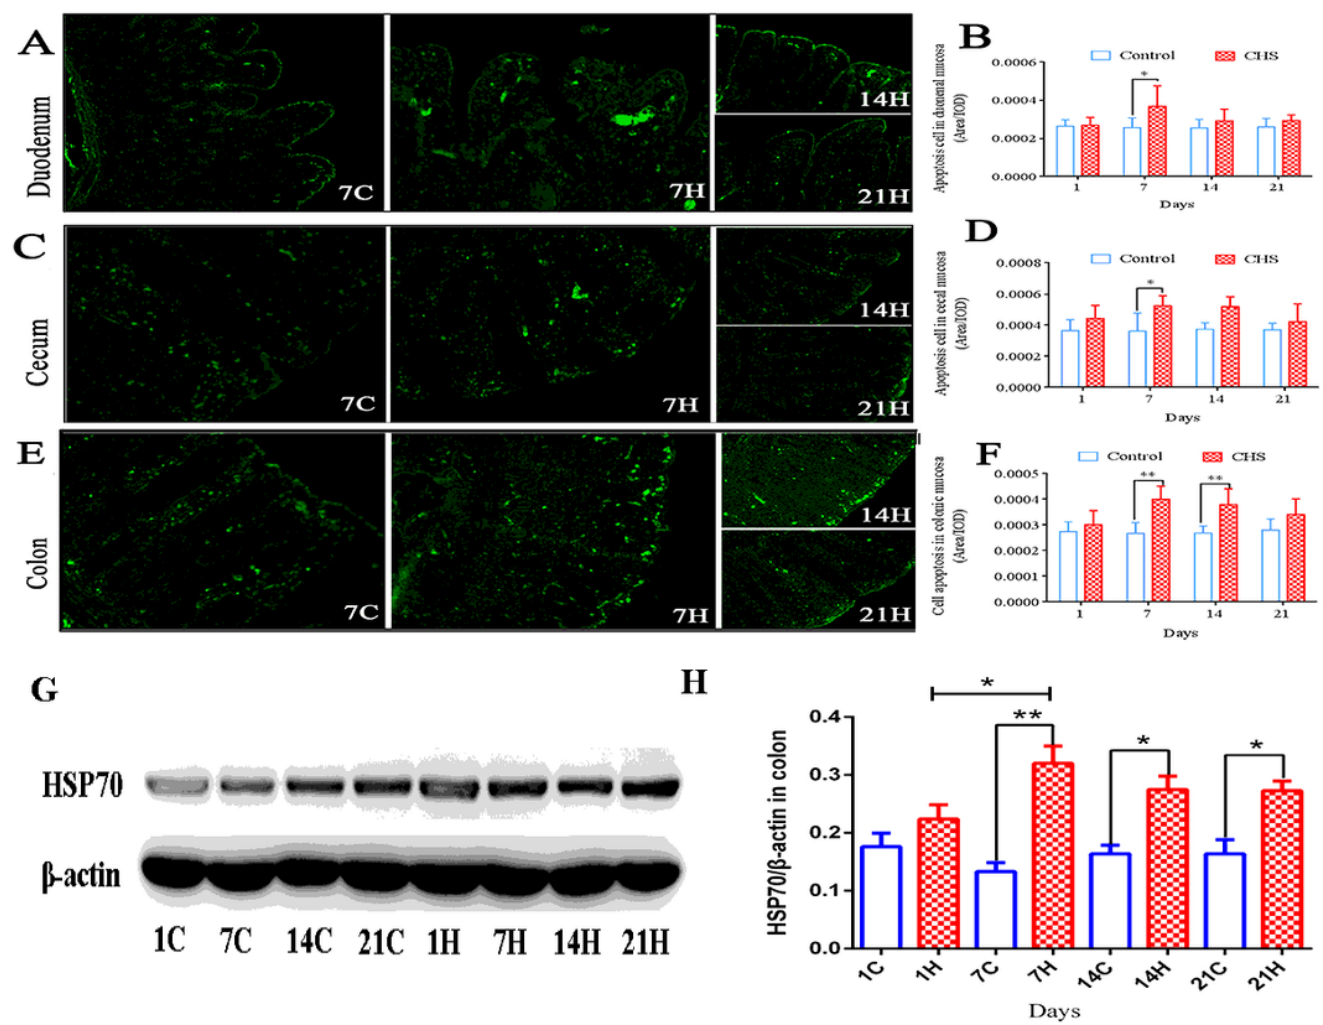 A
Duodenum
7C
7H
14H
21H
B
Control
CHS
Apoptosis cell in duodenal mucosa
(Area/IOD)
0.0006
0.0004
0.0002
0.0000
*
1
7
14
21
Days
C
Cecum
7C
7H
14H
21H
D
Control
CHS
Apoptosis cell in cecal mucosa
(Area/IOD)
0.0008
0.0006
0.0004
0.0002
0.0000
*
1
7
14
21
Days
E
Colon
7C
7H
14H
21H
F
Control
CHS
Cell apoptosis in colonic mucosa
(Area/IOD)
0.0005
0.0004
0.0003
0.0002
0.0001
0.0000
**
**
1
7
14
21
Days
G
HSP70
β-actin
1C 7C 14C 21C 1H 7H 14H 21H
H
HSP70/β-actin in colon
0.4
0.3
0.2
0.1
0.0
*
**
*
*
1C 1H 7C 7H 14C 14H 21C 21H
Days